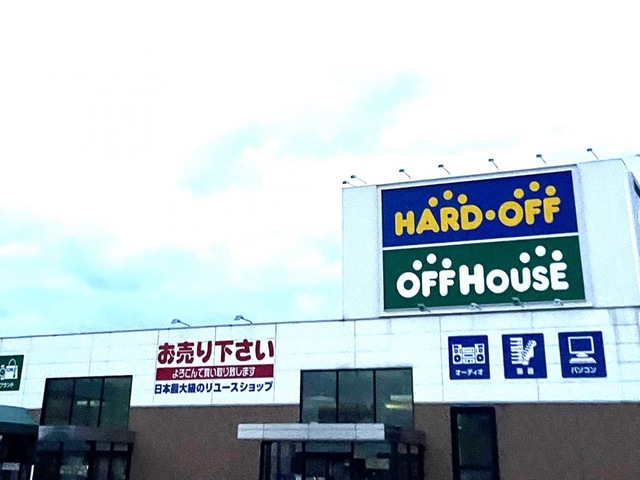 HARD・OFF
OFF HOUSE
お売り下さい
よろこんで買い取り致します
日本最大級のリユースショップ
オーディオ
楽器
パソコン